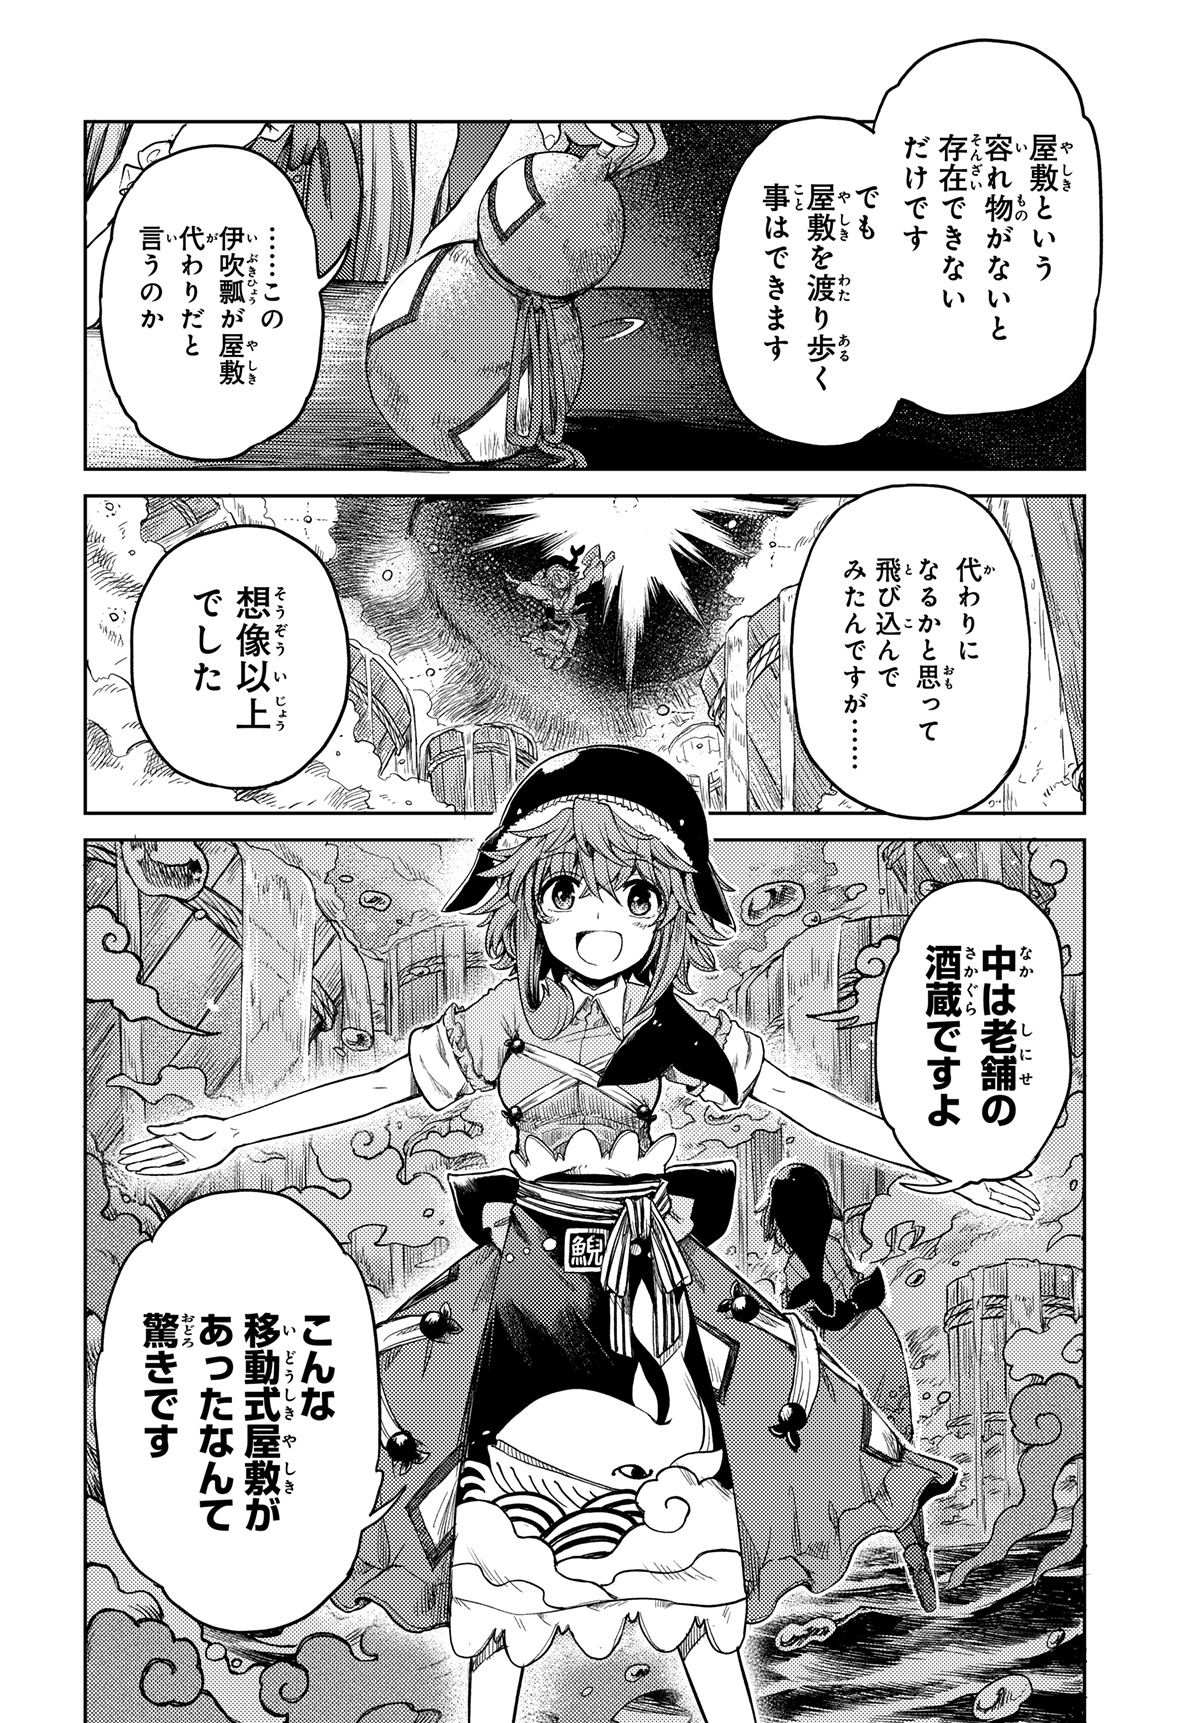 屋敷という
容れ物がないと
存在できない
だけです
でも
屋敷を渡り歩く
事はできます
……この
伊吹瓢が屋敷
代わりだと
言うのか
代わりに
なるかと思って
飛び込んで
みたんですが……
想像以上
でした
中は老舗の
酒蔵ですよ
鯢
こんな
移動式屋敷が
あったなんて
驚きです